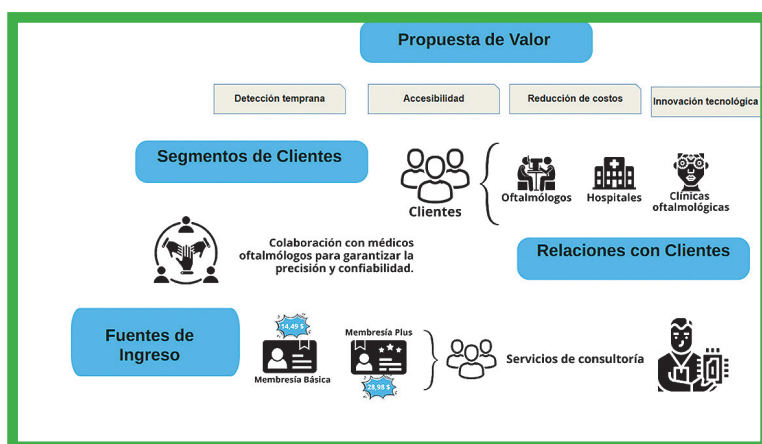 Propuesta de Valor
Detección temprana
Accesibilidad
Reducción de costos
Innovación tecnológica
Segmentos de Clientes
Clientes
Oftalmólogos
Hospitales
Clínicas
oftalmológicas
Colaboración con médicos
oftalmólogos para garantizar la
precisión y confiabilidad.
Relaciones con Clientes
Fuentes de
Ingreso
14,49 $
Membresía Básica
Membresía Plus
28,98 $
Servicios de consultoría